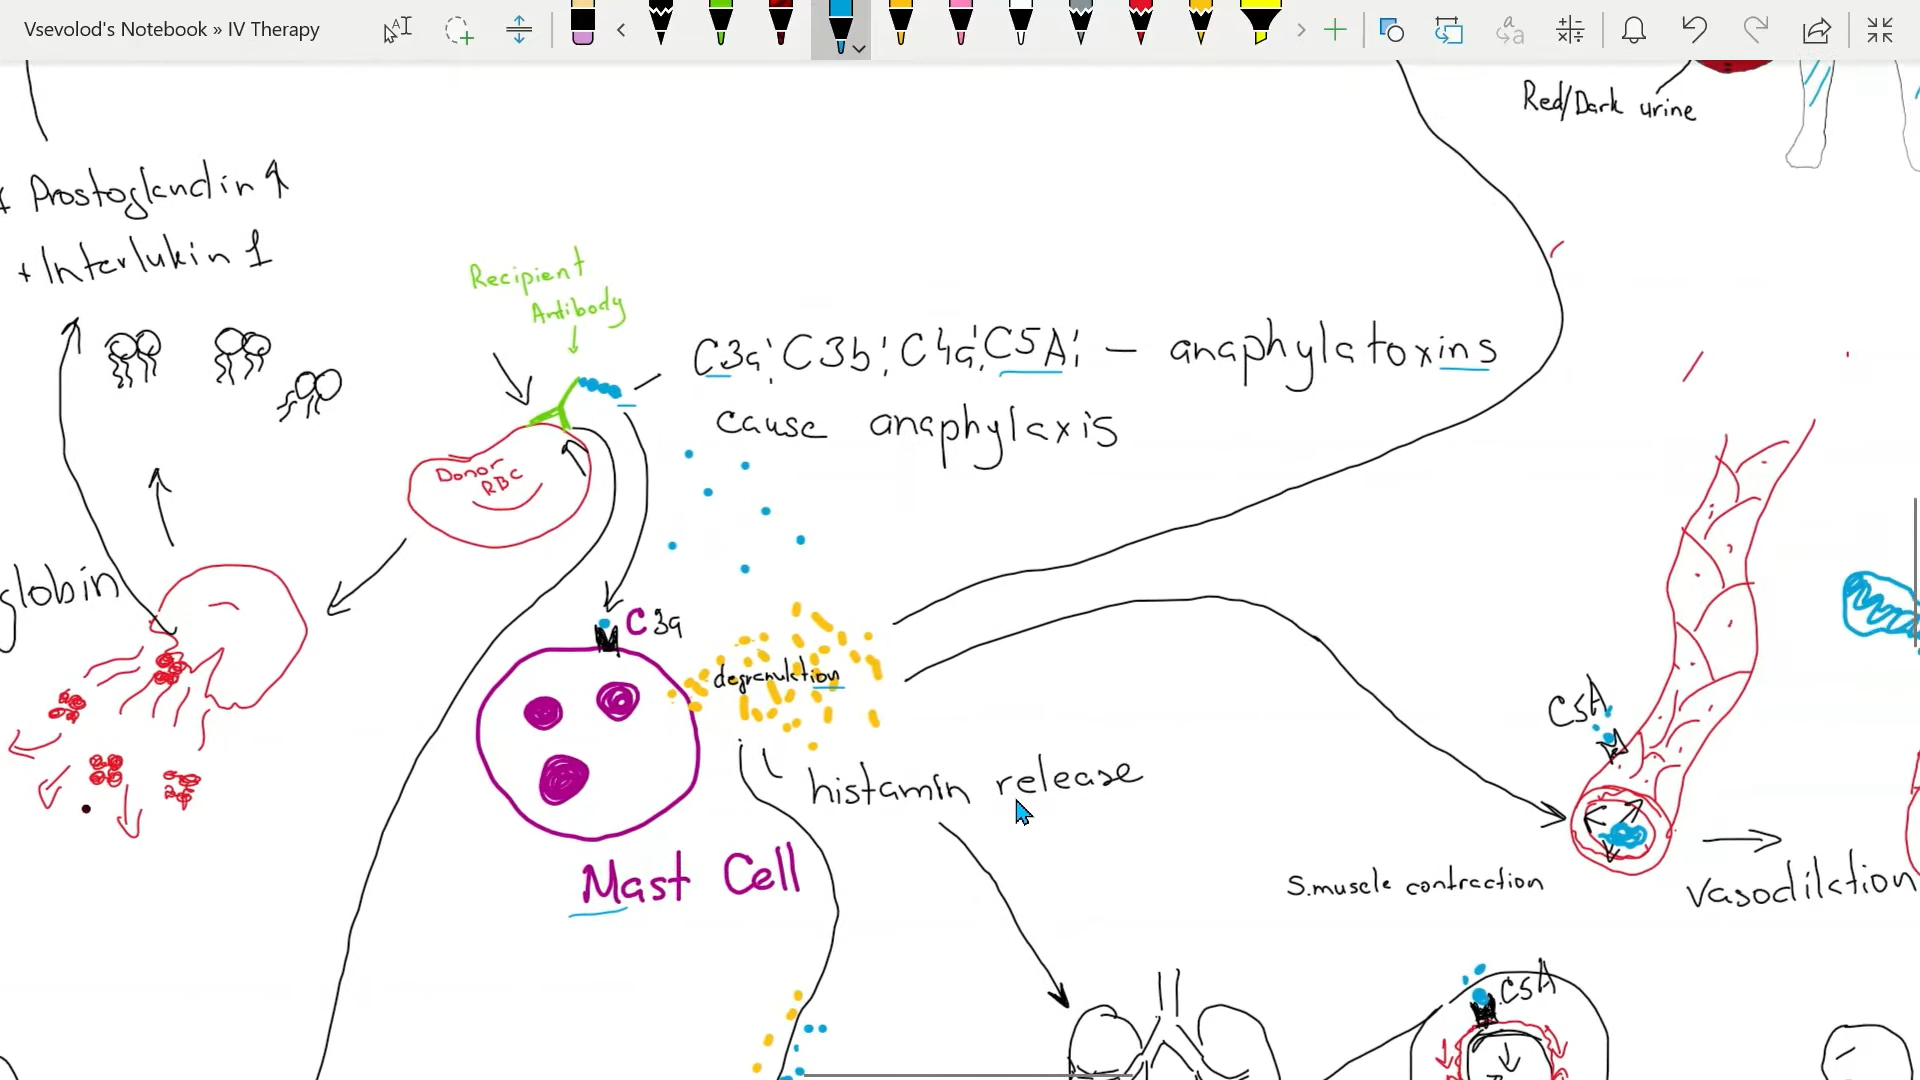 Vsevolod's Notebook » IV Therapy
Red/Dark urine
+ Prostoglandin
+ Interlukin 1
Recipient
Antibody
C3a, C3b, C4a, C5A, — anaphylatoxins
cause anaphylaxis
Donor
RBC
globin
C3a
degranulation
C5A
histamin release
Mast Cell
S.muscle contraction
Vasodilation
C5A